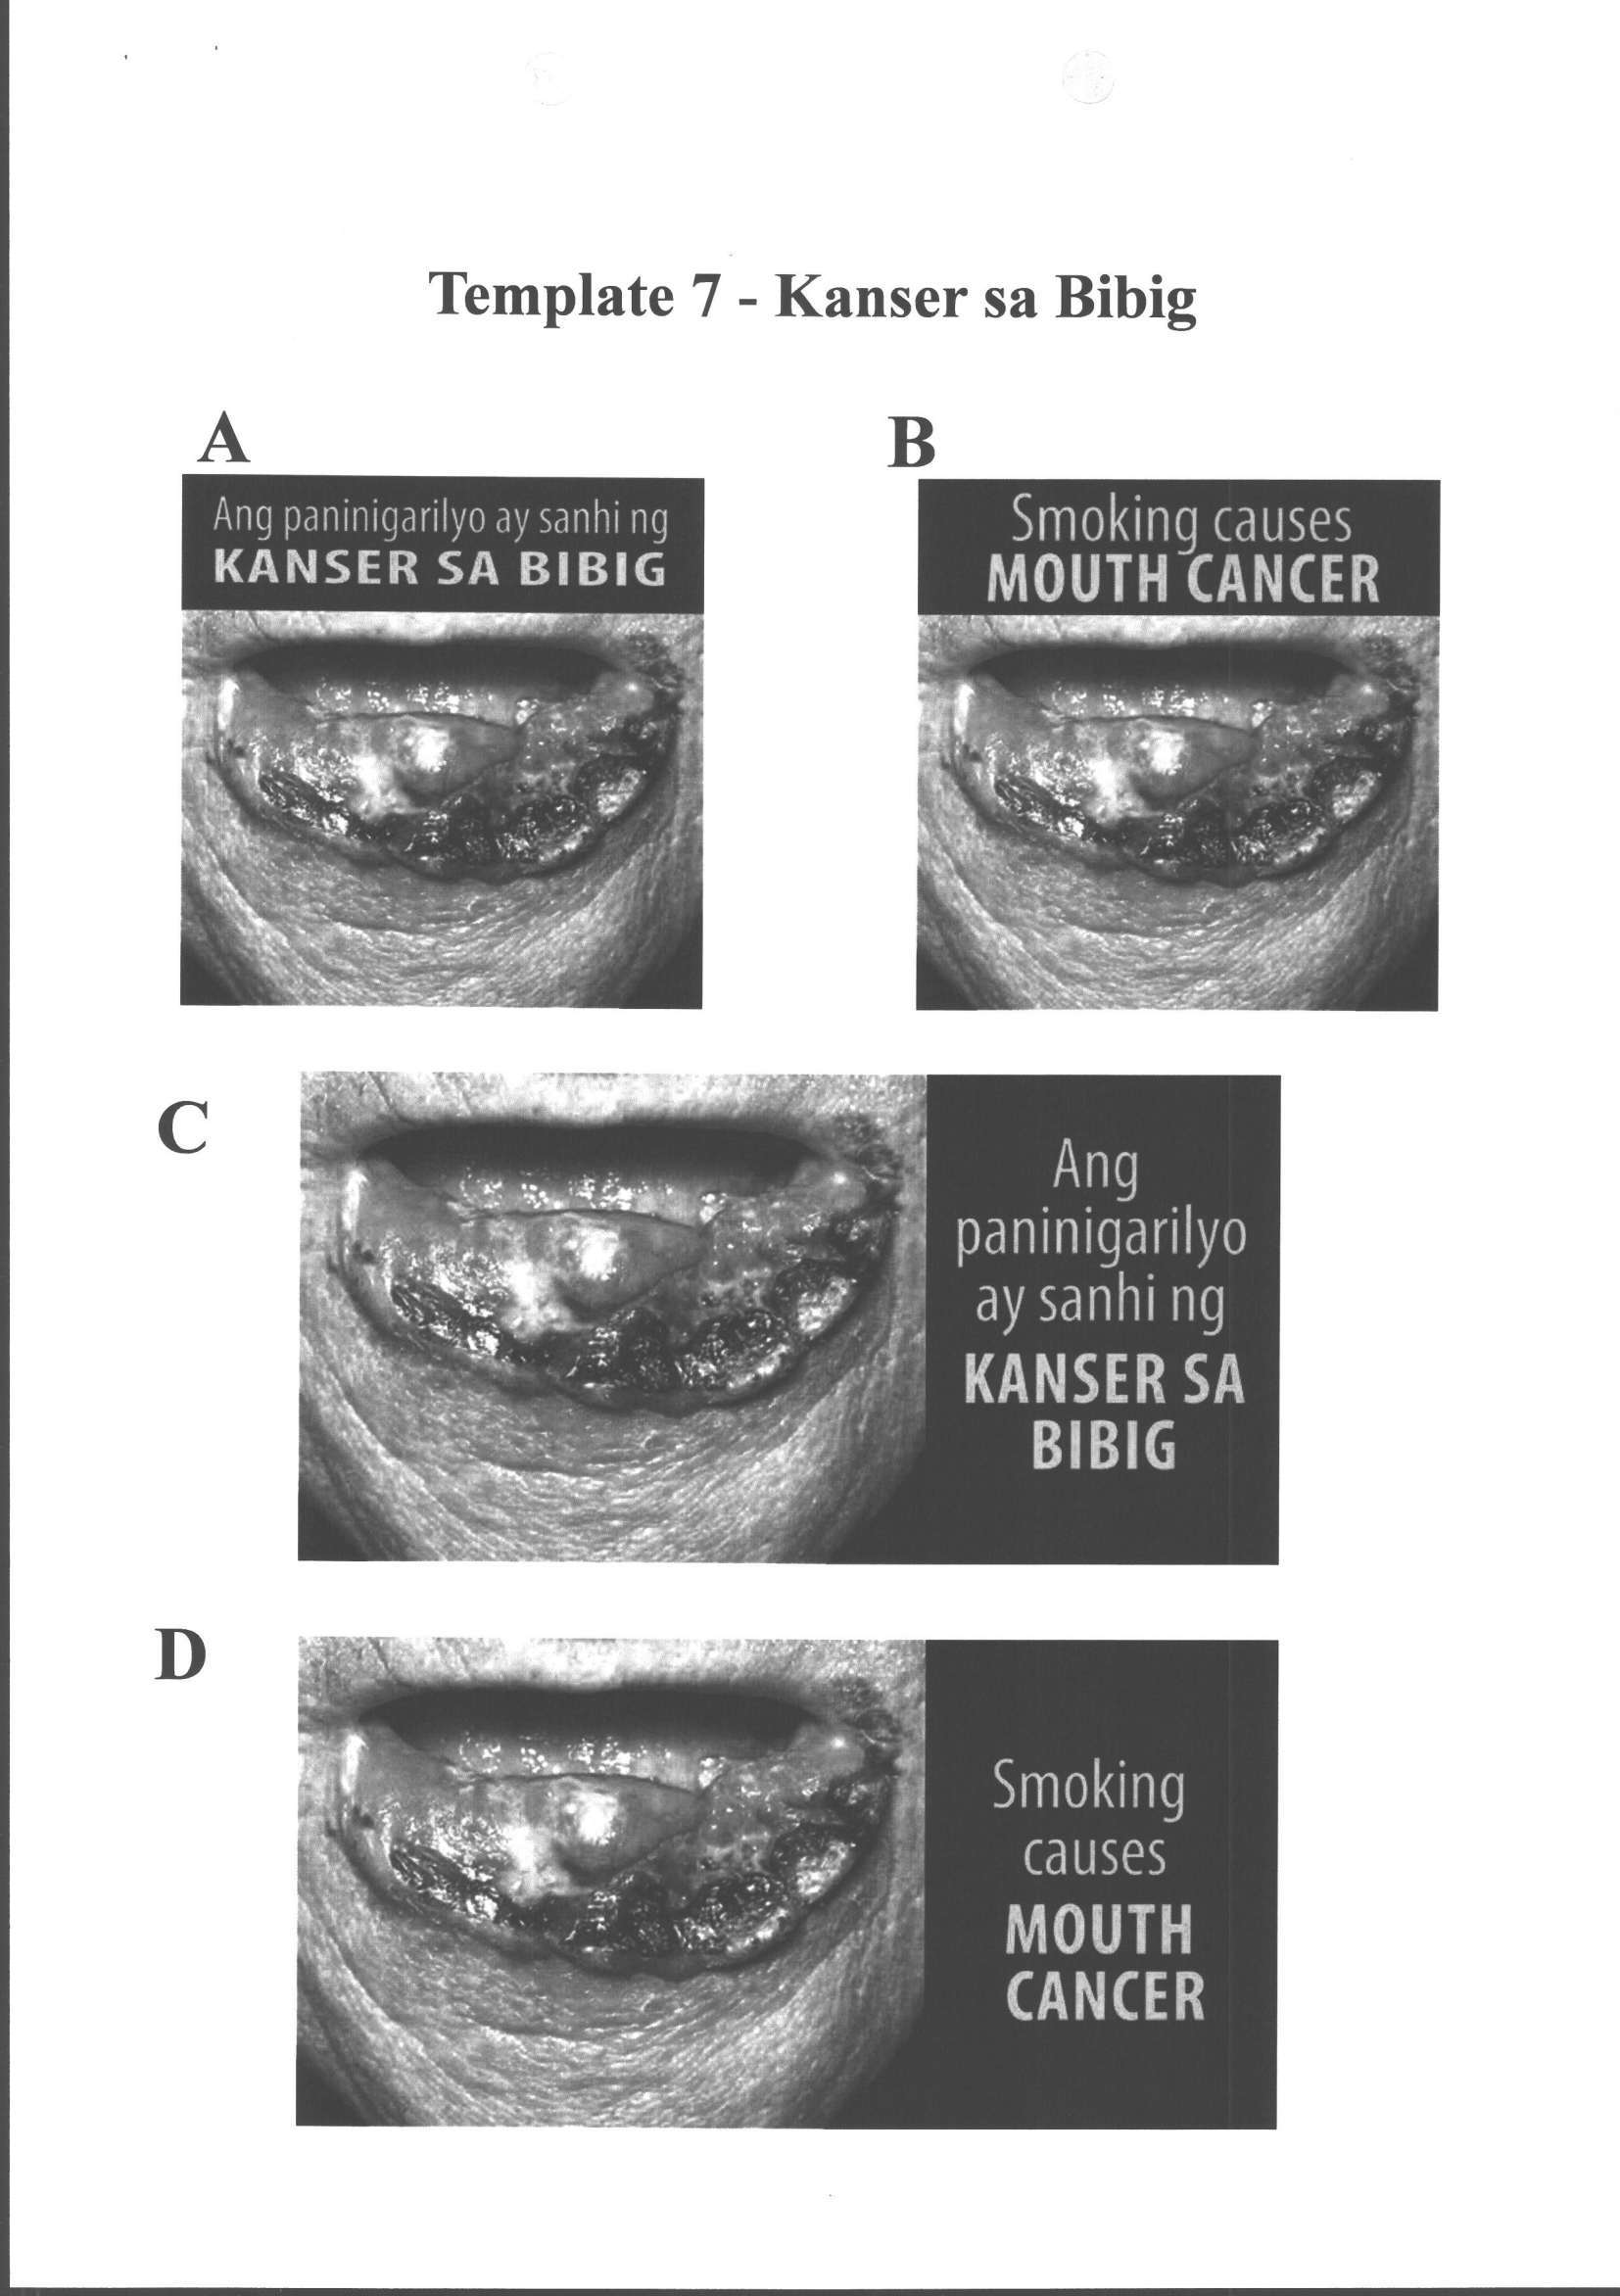 Template 7 - Kanser sa Bibig
A
Ang paninigarilyo ay sanhi ng
KANSER SA BIBIG
B
Smoking causes
MOUTH CANCER
C
Ang
paninigarilyo
ay sanhi ng
KANSER SA
BIBIG
D
Smoking
causes
MOUTH
CANCER